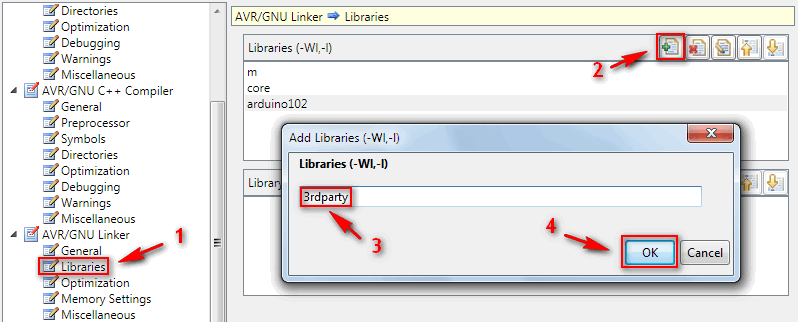 Directories
Optimization
Debugging
Warnings
Miscellaneous
AVR/GNU C++ Compiler
General
Preprocessor
Symbols
Directories
Optimization
Debugging
Warnings
Miscellaneous
AVR/GNU Linker
1
General
Libraries
Optimization
Memory Settings
Miscellaneous
AVR/GNU Linker Libraries
Libraries (-Wl,-l)
2
m
core
arduino102
Library
Add Libraries (-Wl,-l)
Libraries (-Wl,-l)
3rdparty
3
4
OK Cancel